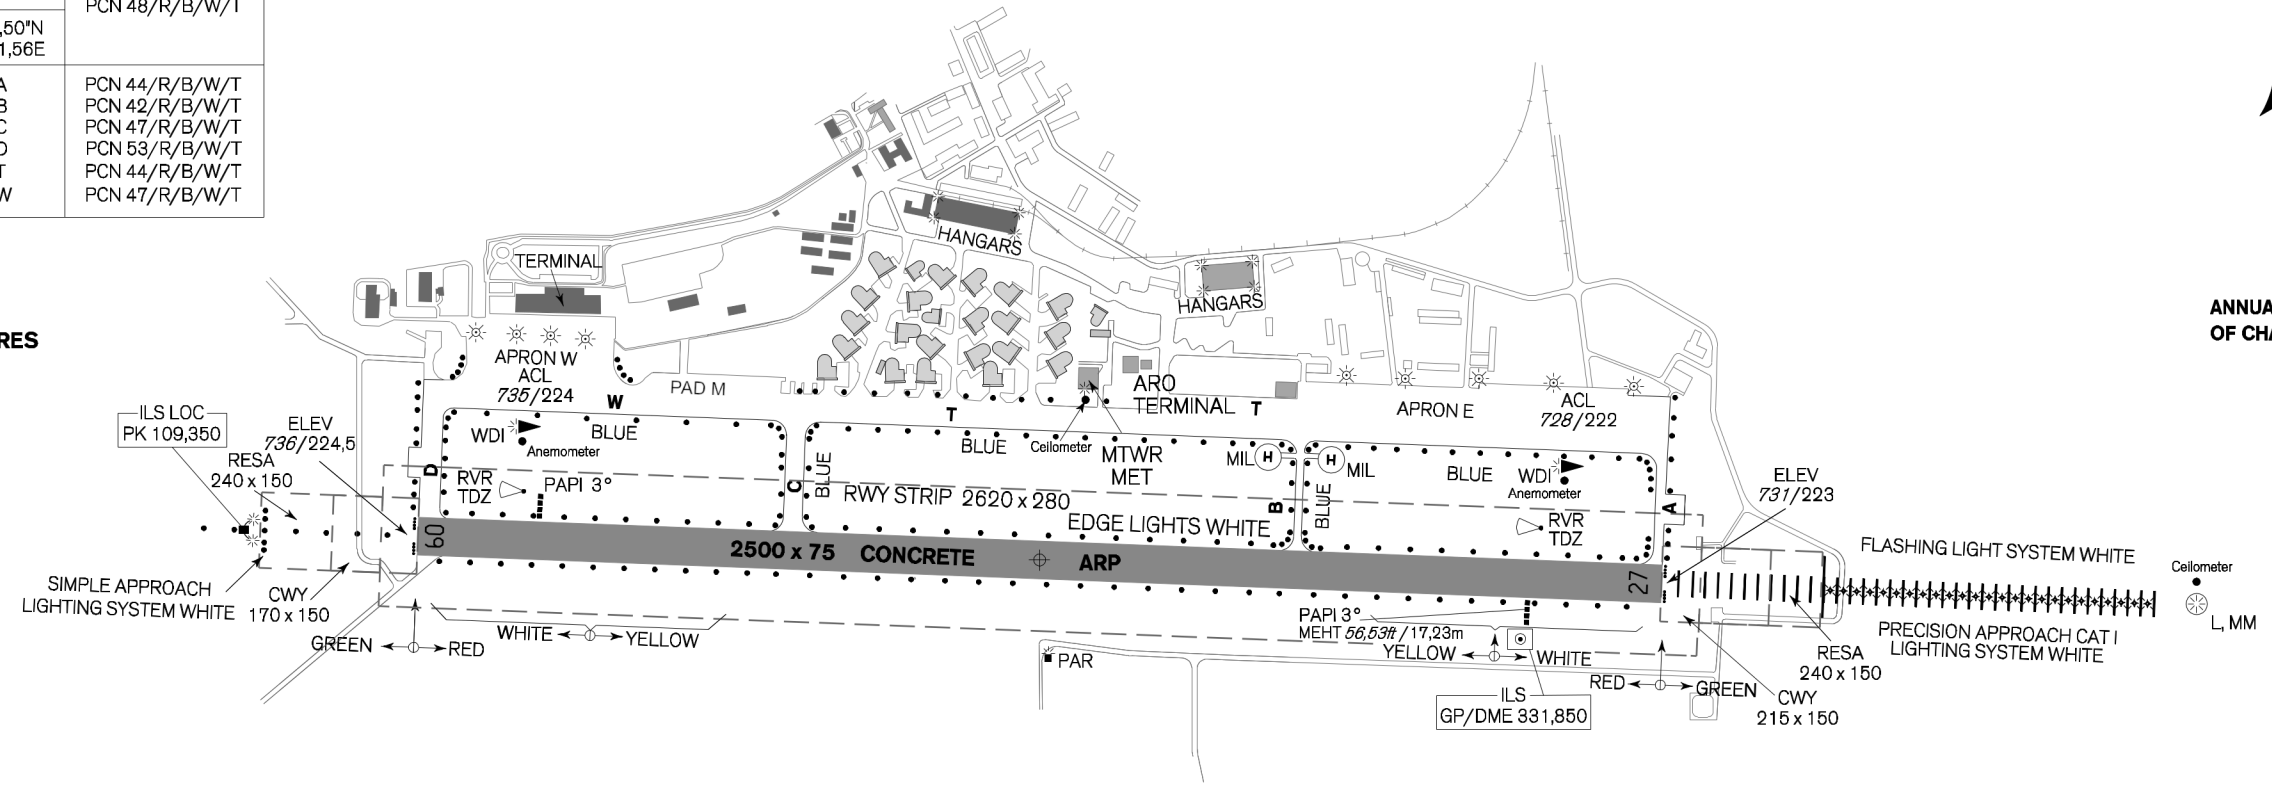 PCN 48/R/B/W/T
,50"N
1,56E
A PCN 44/R/B/W/T
B PCN 42/R/B/W/T
C PCN 47/R/B/W/T
D PCN 53/R/B/W/T
T PCN 44/R/B/W/T
W PCN 47/R/B/W/T
RES
ANNUA
OF CHA
HANGARS
TERMINAL
HANGARS
APRON W
ACL
735/224
PAD M
ARO
TERMINAL
T
APRON E
ACL
728/222
W
T
ILS LOC
PK 109,350
ELEV
736/224,5
RESA
240 x 150
WDI
Anemometer
BLUE
BLUE
Ceilometer
MTWR
MET
MIL
H
H
MIL
BLUE
WDI
Anemometer
D
RVR
TDZ
PAPI 3°
C
BLUE
RWY STRIP 2620 x 280
B
BLUE
A
ELEV
731/223
EDGE LIGHTS WHITE
RVR
TDZ
09
2500 x 75 CONCRETE
ARP
27
FLASHING LIGHT SYSTEM WHITE
Ceilometer
L, MM
SIMPLE APPROACH
LIGHTING SYSTEM WHITE
CWY
170 x 150
GREEN
RED
WHITE
YELLOW
PAR
PAPI 3°
MEHT 56,53ft / 17,23m
YELLOW
WHITE
ILS
GP/DME 331,850
RED
GREEN
PRECISION APPROACH CAT I
LIGHTING SYSTEM WHITE
RESA
240 x 150
CWY
215 x 150